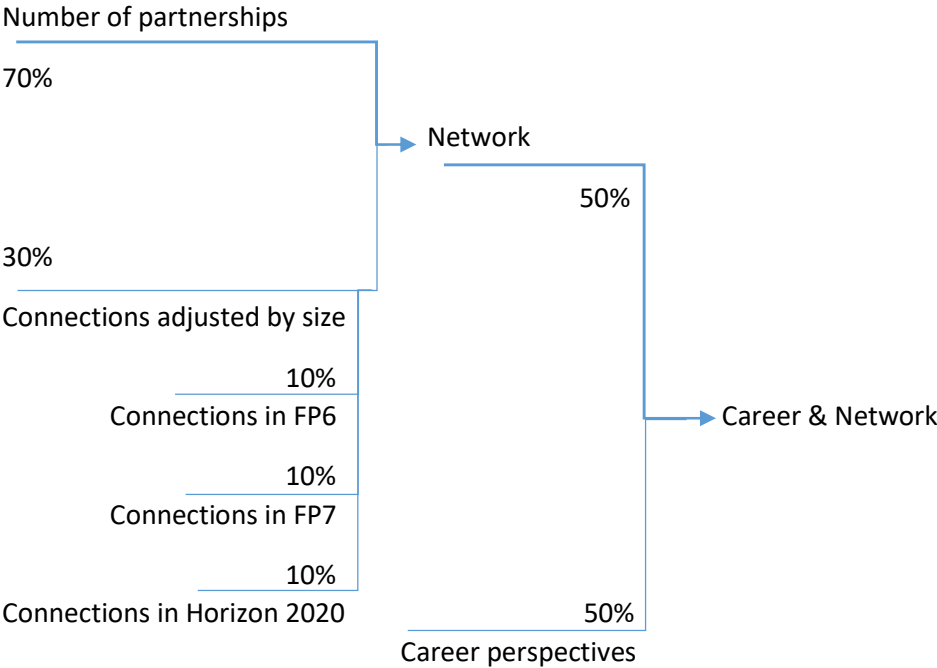 Number of partnerships
70%
Network
50%
30%
Connections adjusted by size
10%
Connections in FP6
Career & Network
10%
Connections in FP7
10%
Connections in Horizon 2020
50%
Career perspectives